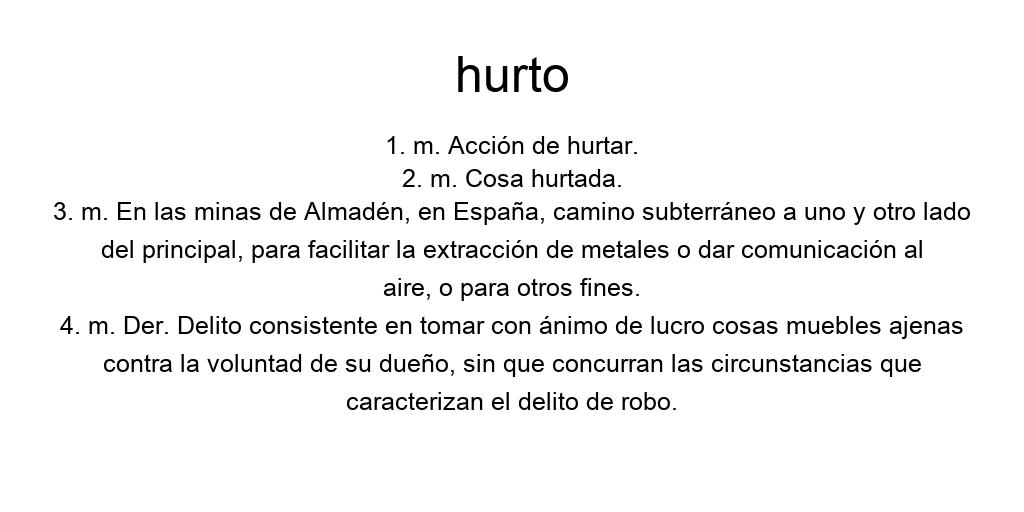 hurto
1. m. Acción de hurtar.
2. m. Cosa hurtada.
3. m. En las minas de Almadén, en España, camino subterráneo a uno y otro lado
del principal, para facilitar la extracción de metales o dar comunicación al
aire, o para otros fines.
4. m. Der. Delito consistente en tomar con ánimo de lucro cosas muebles ajenas
contra la voluntad de su dueño, sin que concurran las circunstancias que
caracterizan el delito de robo.